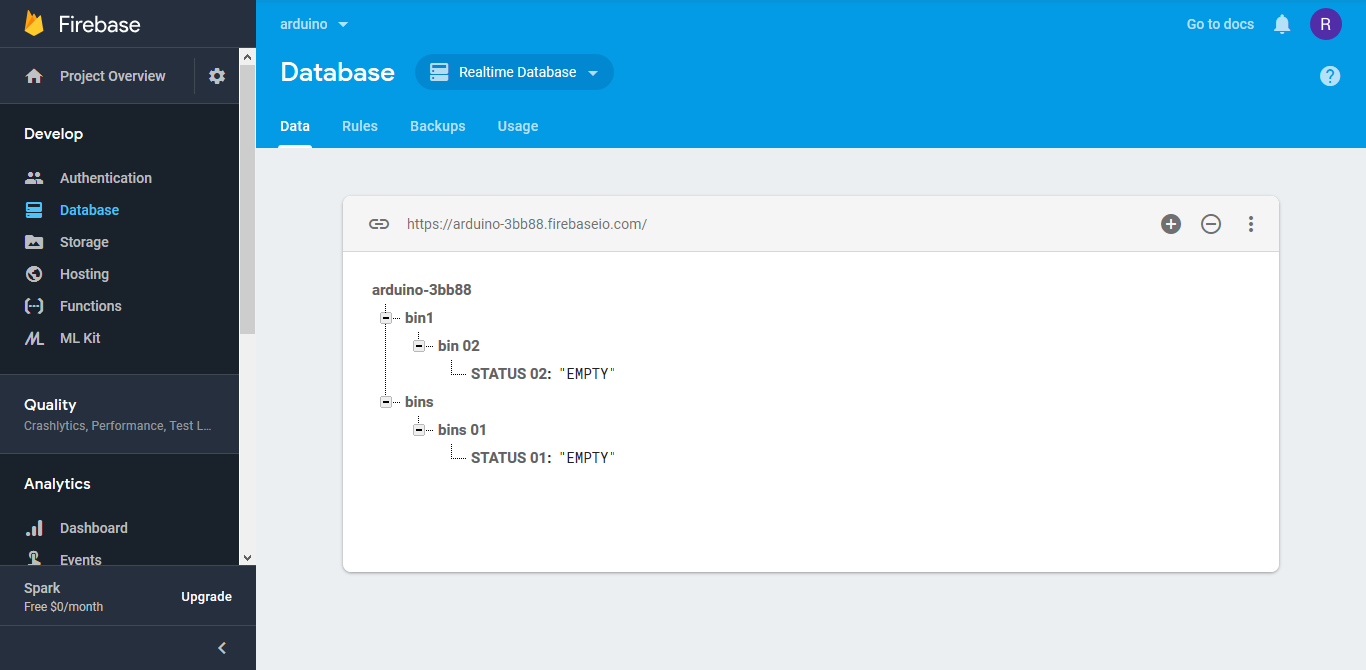 Firebase
Project Overview
Develop
Authentication
Database
Storage
Hosting
Functions
ML Kit
Quality
Crashlytics, Performance, Test L...
Analytics
Dashboard
Events
Spark
Free $0/month
Upgrade
arduino
Go to docs
R
Database
Realtime Database
?
Data Rules Backups Usage
https://arduino-3bb88.firebaseio.com/
arduino-3bb88
bin1
bin 02
STATUS 02: "EMPTY"
bins
bins 01
STATUS 01: "EMPTY"